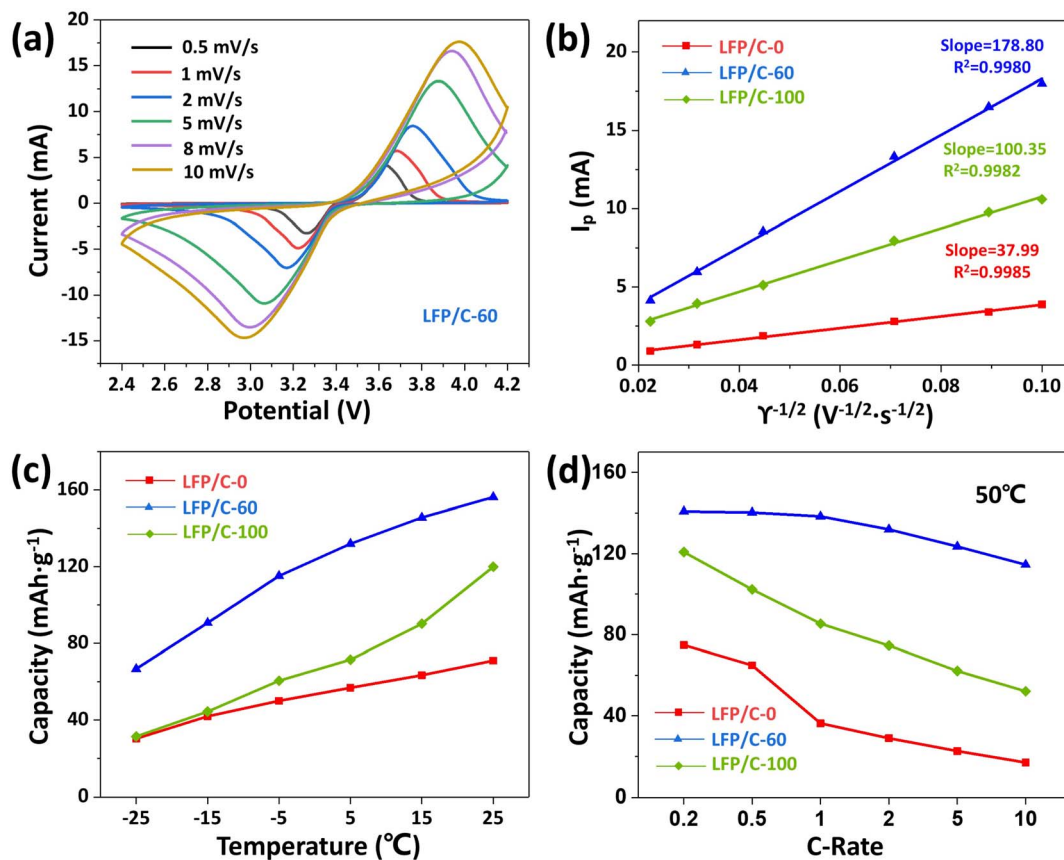 (a)
20
15
10
5
0
-5
-10
-15
Current (mA)
0.5 mV/s
1 mV/s
2 mV/s
5 mV/s
8 mV/s
10 mV/s
LFP/C-60
2.4 2.6 2.8 3.0 3.2 3.4 3.6 3.8 4.0 4.2
Potential (V)
(b)
20
15
10
5
0
Iₚ (mA)
LFP/C-0
LFP/C-60
LFP/C-100
Slope=178.80
R²=0.9980
Slope=100.35
R²=0.9982
Slope=37.99
R²=0.9985
0.02 0.04 0.06 0.08 0.10
ϒ⁻¹/² (V⁻¹/²·s⁻¹/²)
(c)
160
120
80
40
0
Capacity (mAh·g⁻¹)
LFP/C-0
LFP/C-60
LFP/C-100
-25 -15 -5 5 15 25
Temperature (℃)
(d)
160
120
80
40
0
Capacity (mAh·g⁻¹)
50℃
LFP/C-0
LFP/C-60
LFP/C-100
0.2 0.5 1 2 5 10
C-Rate